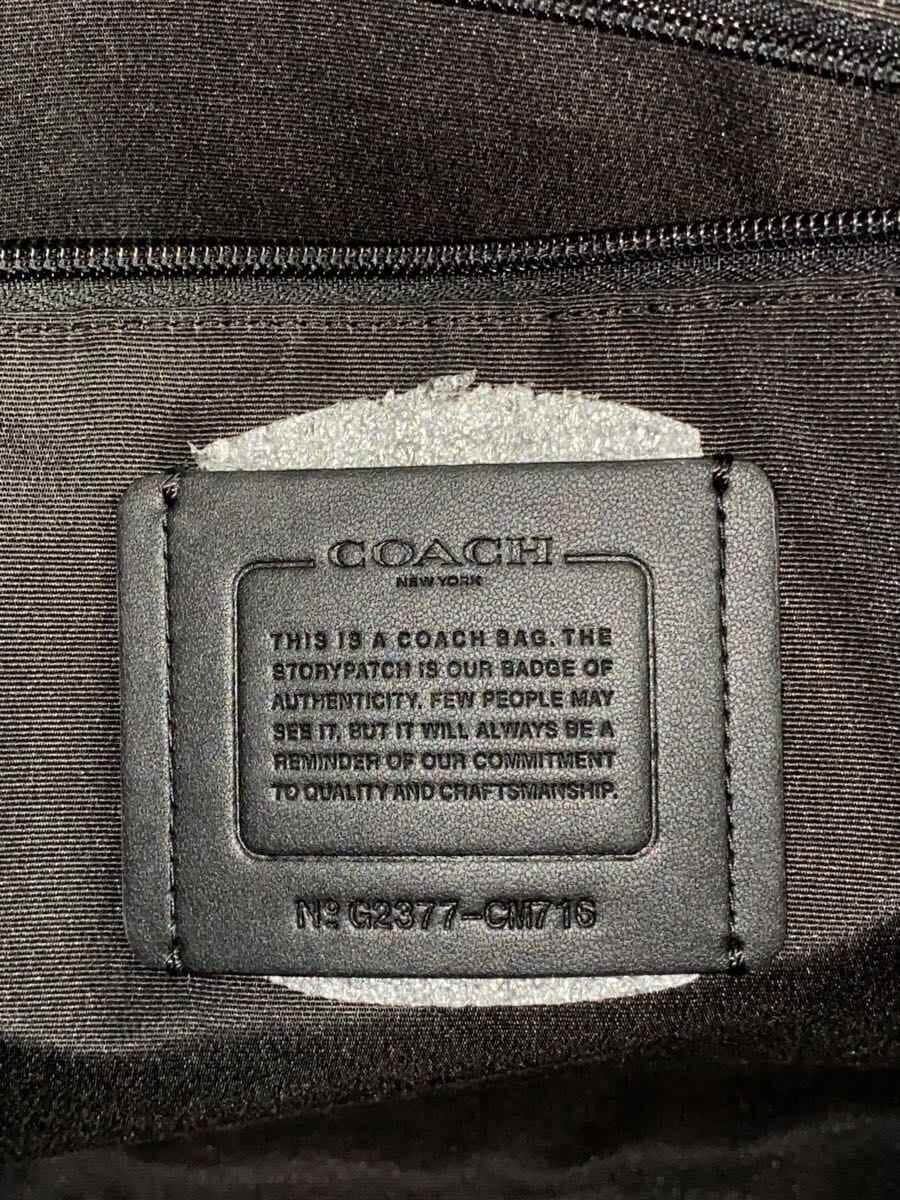 COACH
NEW YORK
THIS IS A COACH BAG. THE
STORYPATCH IS OUR BADGE OF
AUTHENTICITY. FEW PEOPLE MAY
SEE IT, BUT IT WILL ALWAYS BE A
REMINDER OF OUR COMMITMENT
TO QUALITY AND CRAFTSMANSHIP.
Nº G2377-CM716